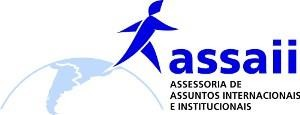 assaii
ASSESSORIA DE
ASSUNTOS INTERNACIONAIS
E INSTITUCIONAIS